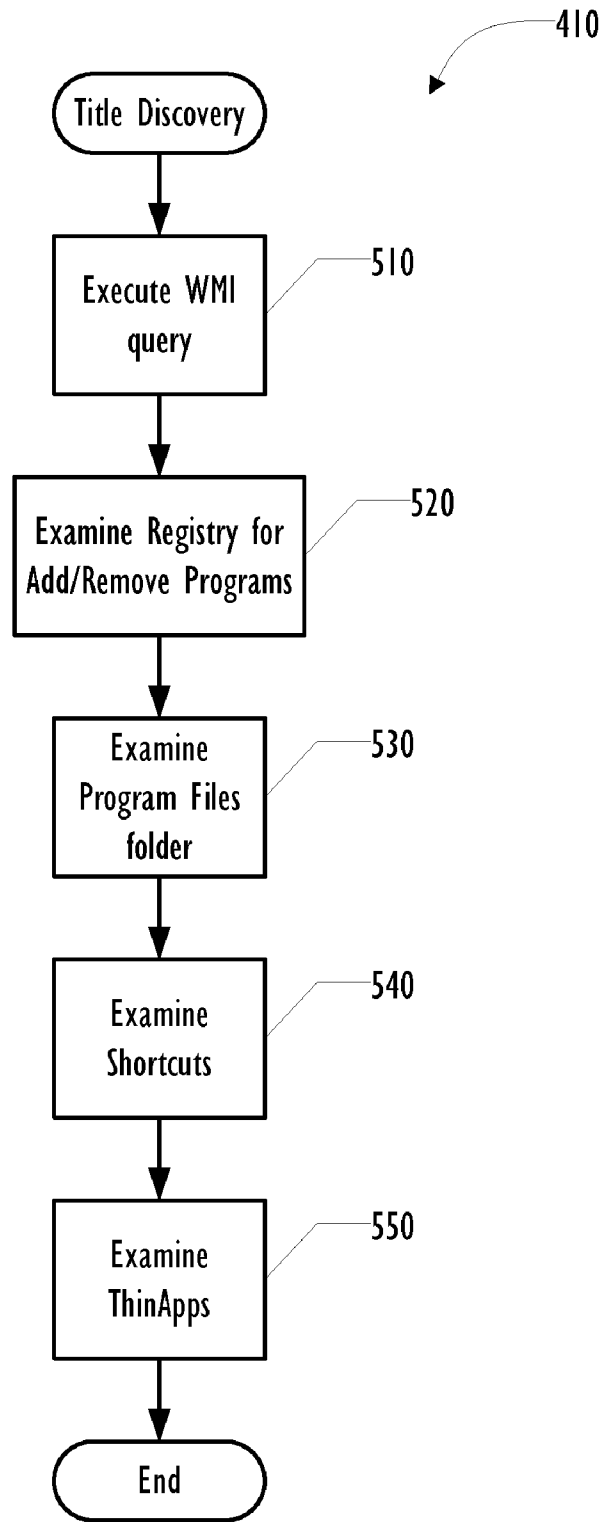 410
Title Discovery
510
Execute WMI
query
520
Examine Registry for
Add/Remove Programs
530
Examine
Program Files
folder
540
Examine
Shortcuts
550
Examine
ThinApps
End